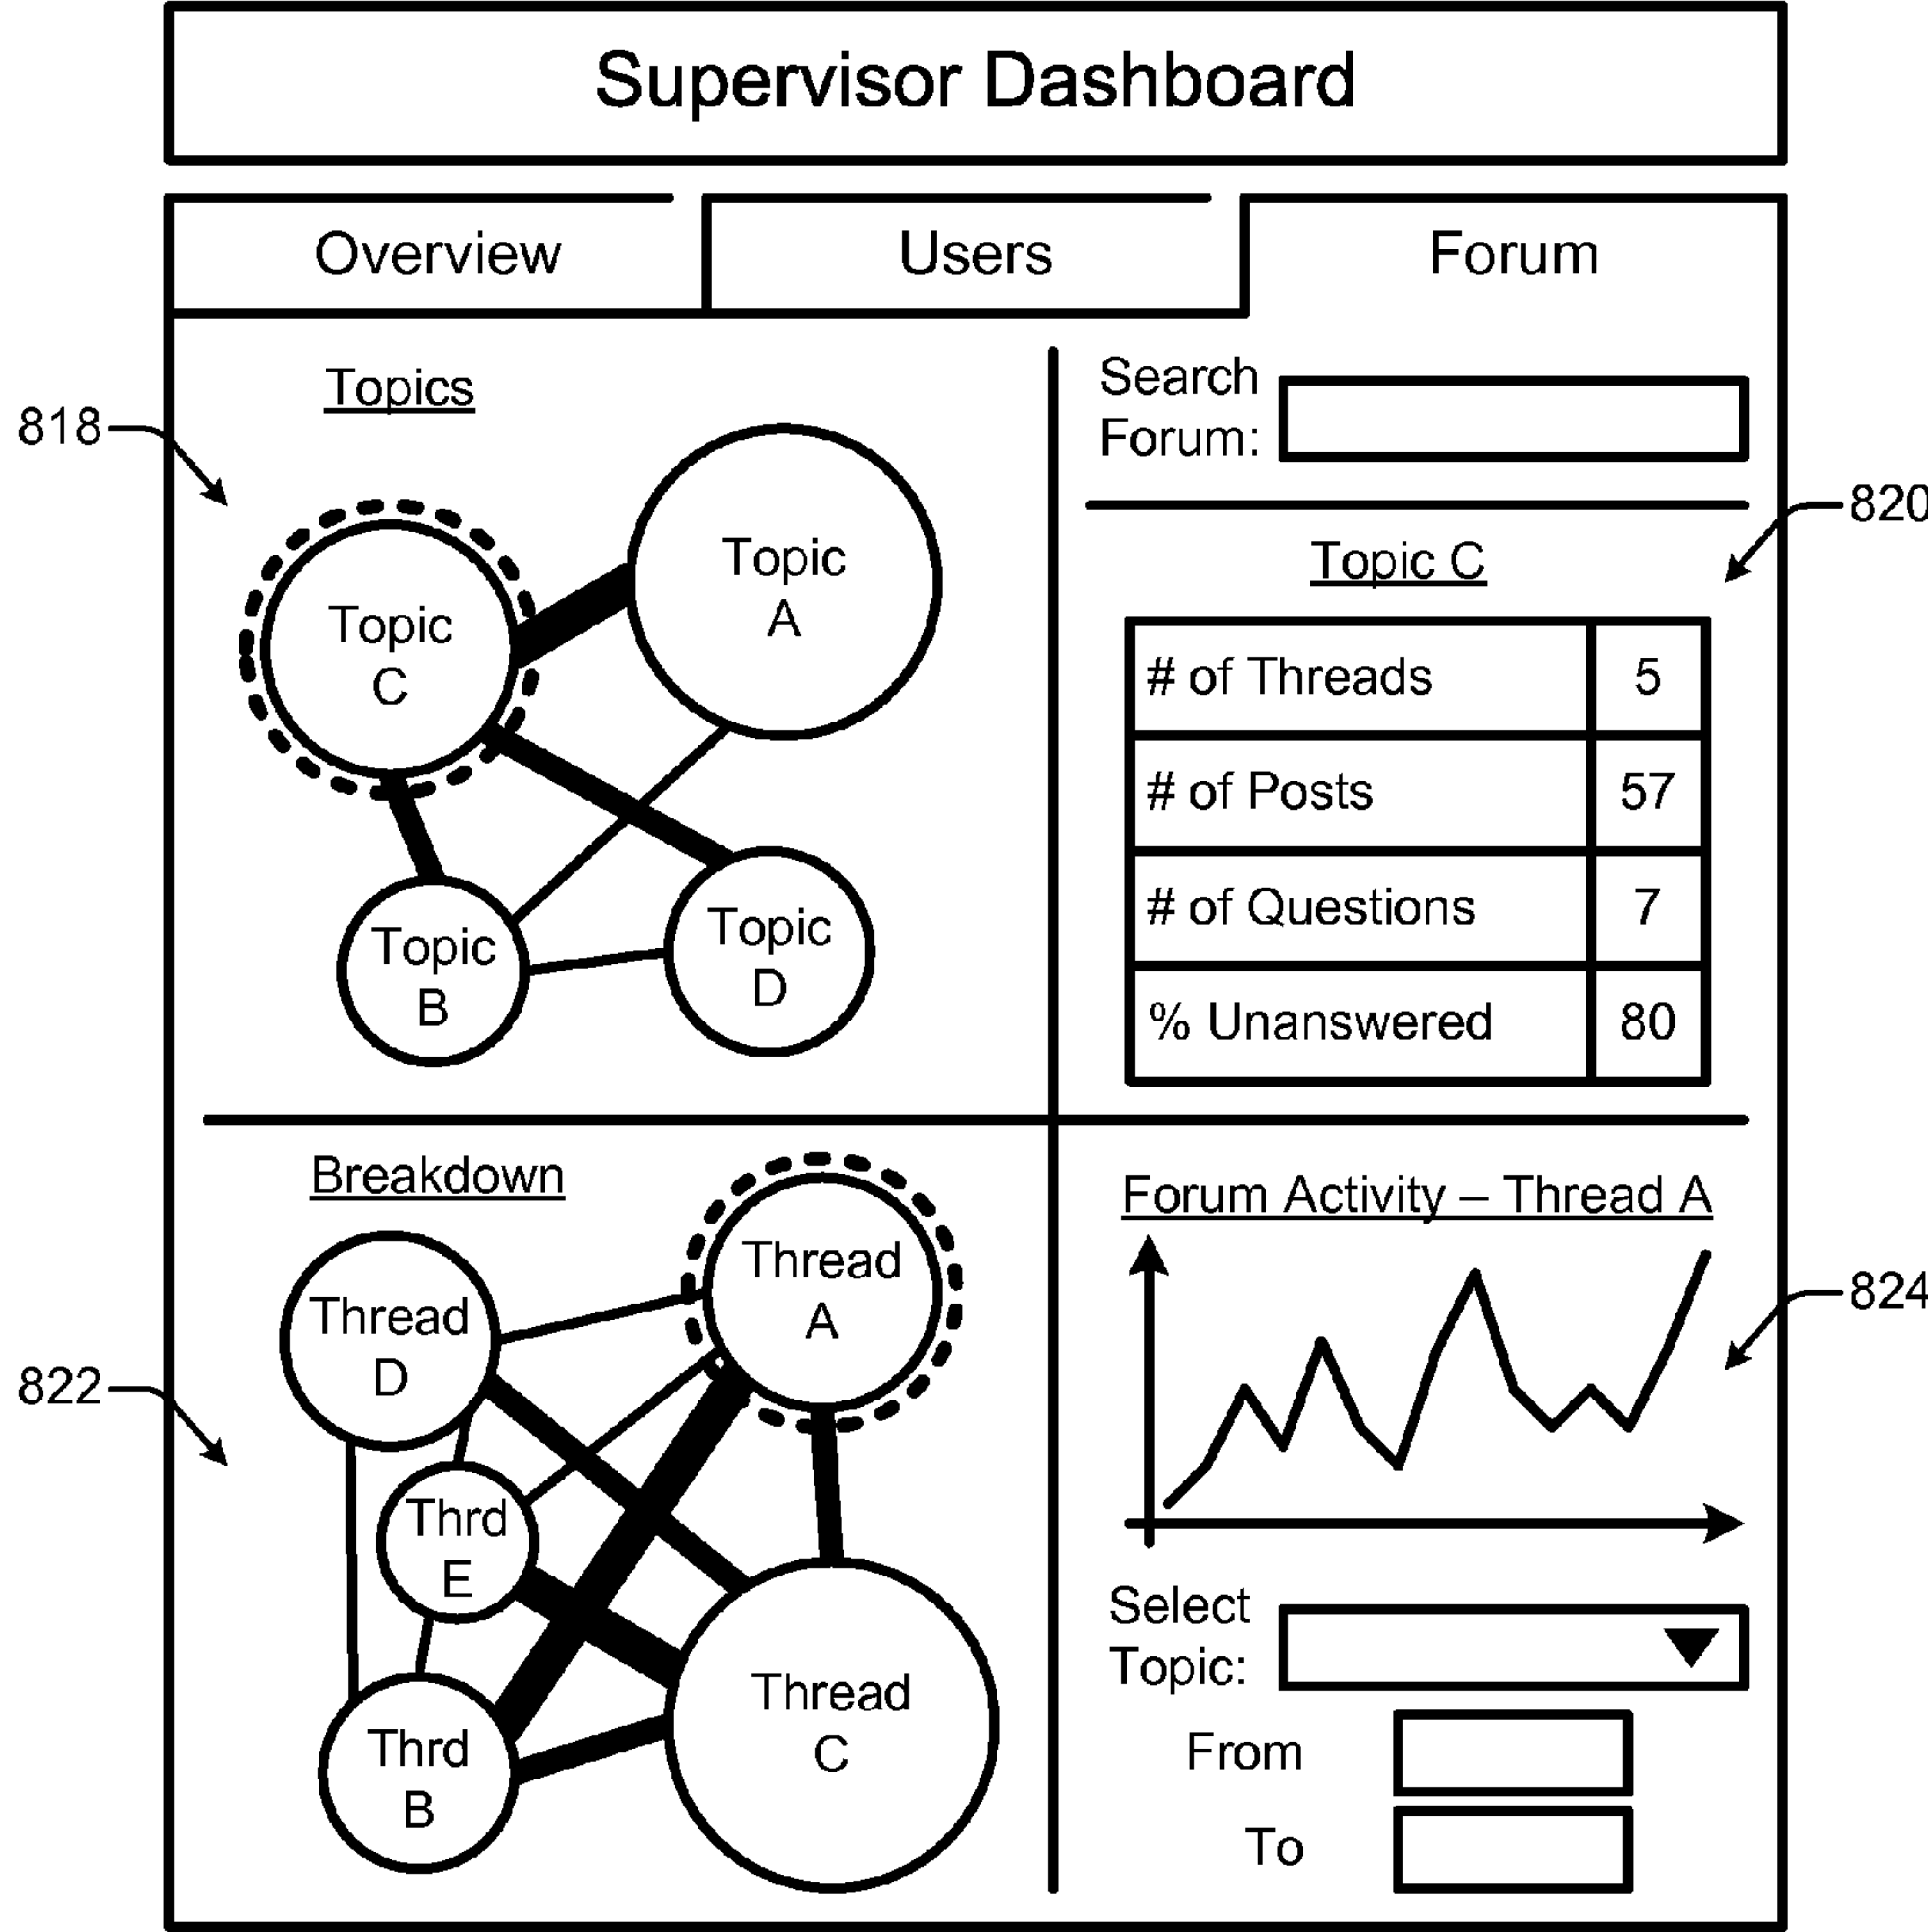 Supervisor Dashboard
Overview
Users
Forum
Topics
818
Topic
A
Topic
C
Topic
B
Topic
D
Search
Forum:
820
Topic C
# of Threads 5
# of Posts 57
# of Questions 7
% Unanswered 80
Breakdown
822
Thread
A
Thread
D
Thrd
E
Thrd
B
Thread
C
Forum Activity – Thread A
824
Select
Topic:
From
To